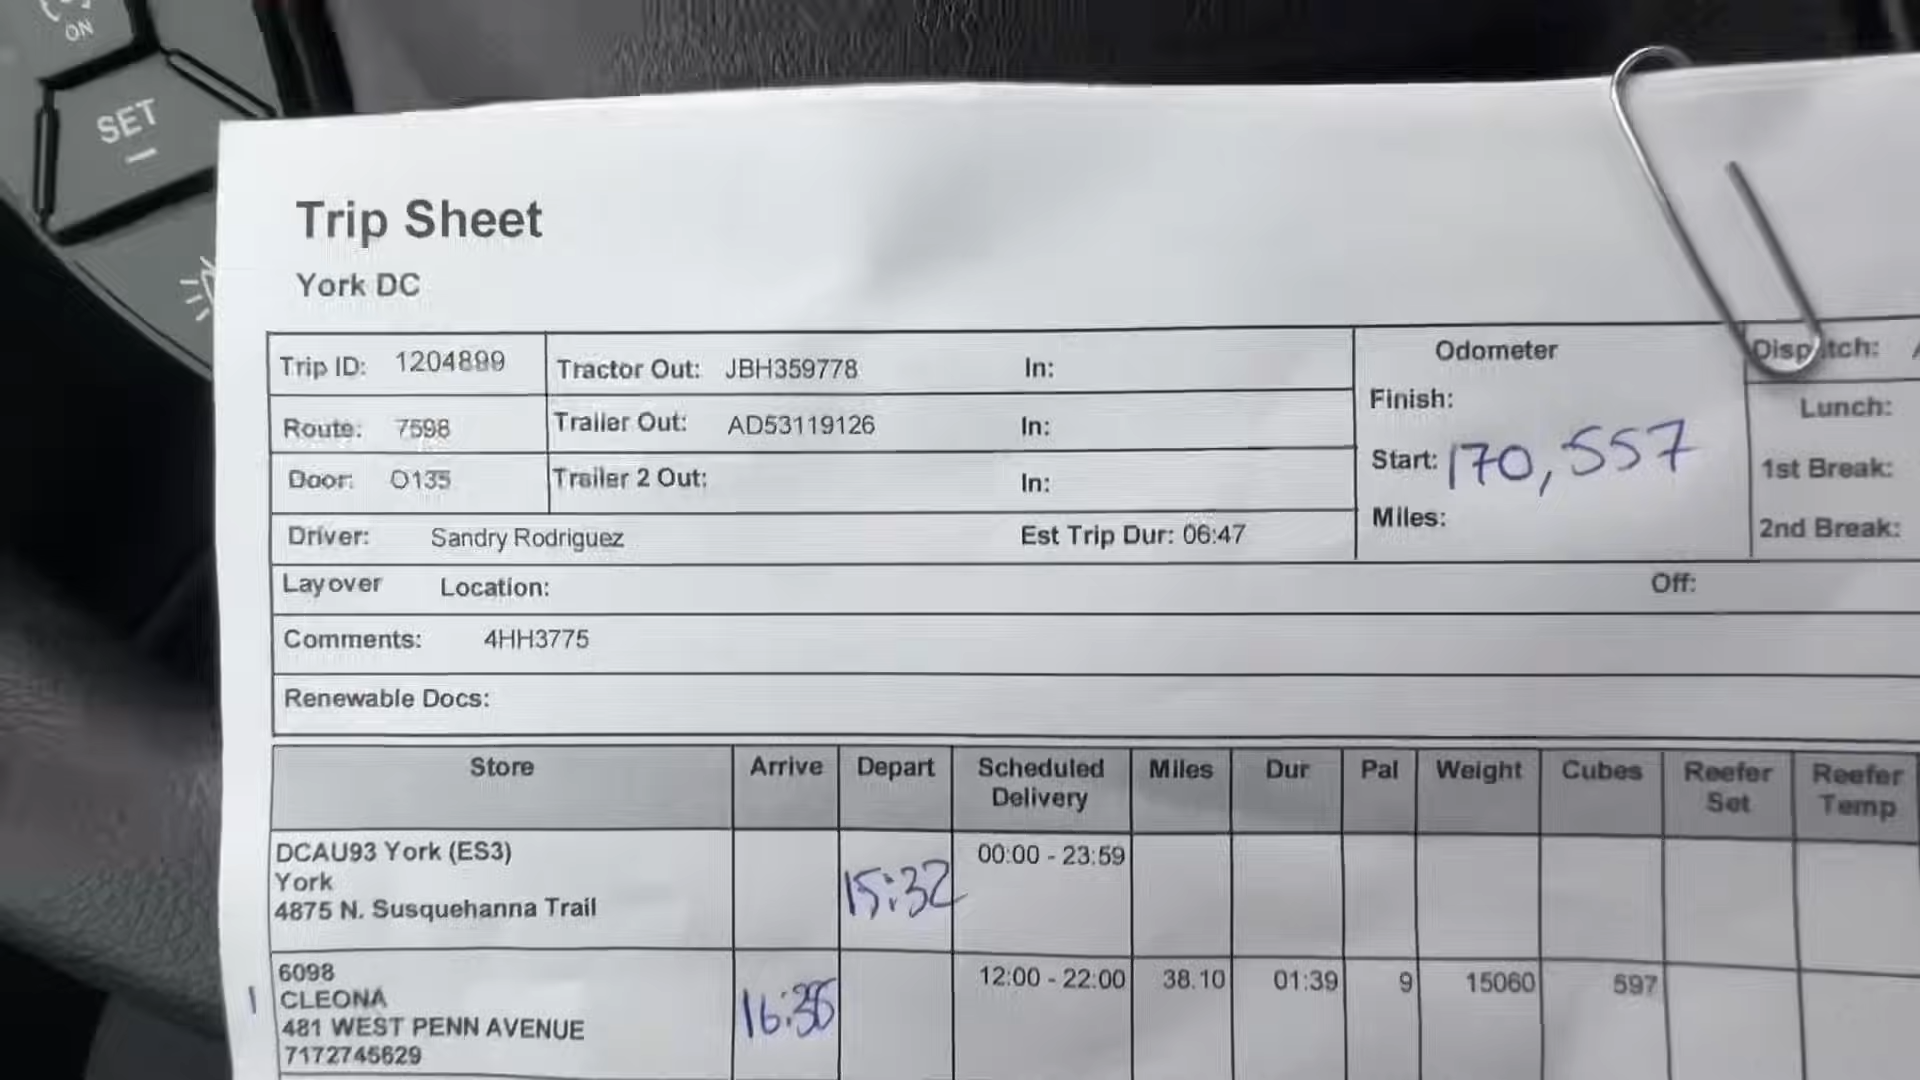 ON
SET
Trip Sheet
York DC
Trip ID: 1204899
Tractor Out: JBH359778 In:
Odometer
Route: 7598
Trailer Out: AD53119126 In:
Finish:
Lunch:
Door: O135
Trailer 2 Out: In:
Start: 170,557
1st Break:
Driver: Sandry Rodriguez Est Trip Dur: 06:47
Miles:
2nd Break:
Layover Location: Off:
Comments: 4HH3775
Renewable Docs:
Store Arrive Depart Scheduled Delivery Miles Dur Pal Weight Cubes Reefer Set Reefer Temp
DCAU93 York (ES3) 15:32 00:00 - 23:59
York
4875 N. Susquehanna Trail
6098 12:00 - 22:00 38.10 01:39 9 15060 597
1 CLEONA
481 WEST PENN AVENUE
7172745629